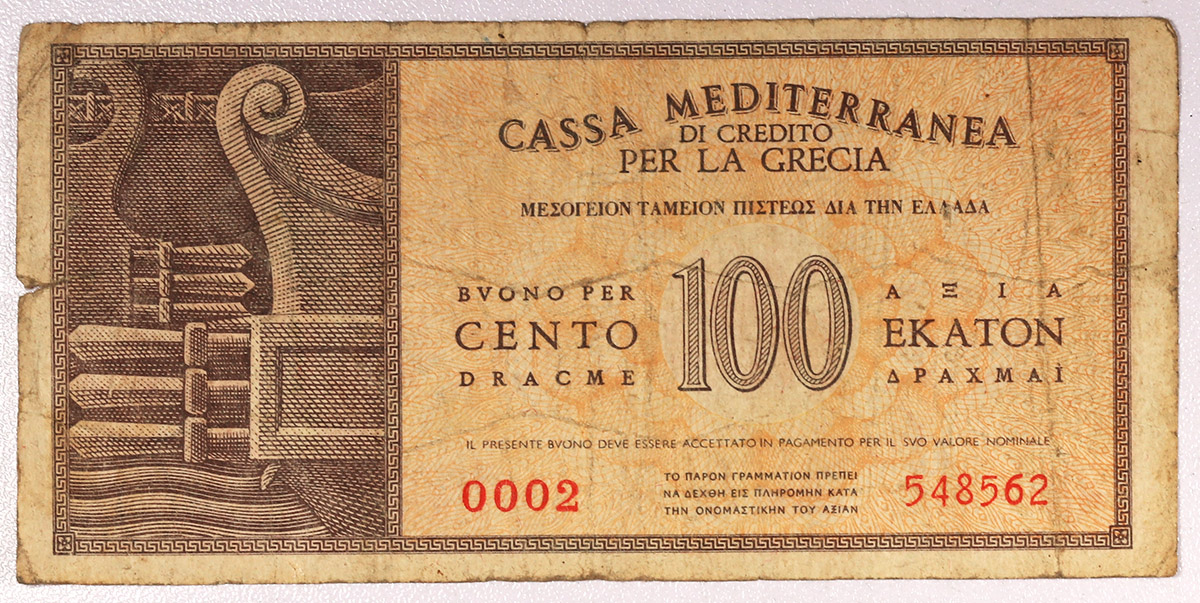 CASSA MEDITERRANEA
DI CREDITO
PER LA GRECIA
ΜΕΣΟΓΕΙΟΝ ΤΑΜΕΙΟΝ ΠΙΣΤΕΩΣ ΔΙΑ ΤΗΝ ΕΛΛΑΔΑ
BVONO PER
CENTO
DRACME
100
ΑΞΙΑ
ΕΚΑΤΟΝ
ΔΡΑΧΜΑΪ
IL PRESENTE BVONO DEVE ESSERE ACCETTATO IN PAGAMENTO PER IL SVO VALORE NOMINALE
0002
ΤΟ ΠΑΡΟΝ ΓΡΑΜΜΑΤΙΟΝ ΠΡΕΠΕΙ
ΝΑ ΔΕΧΘΗ ΕΙΣ ΠΛΗΡΟΜΗΝ ΚΑΤΑ
ΤΗΝ ΟΝΟΜΑΣΤΙΚΗΝ ΤΟΥ ΑΞΙΑΝ
548562